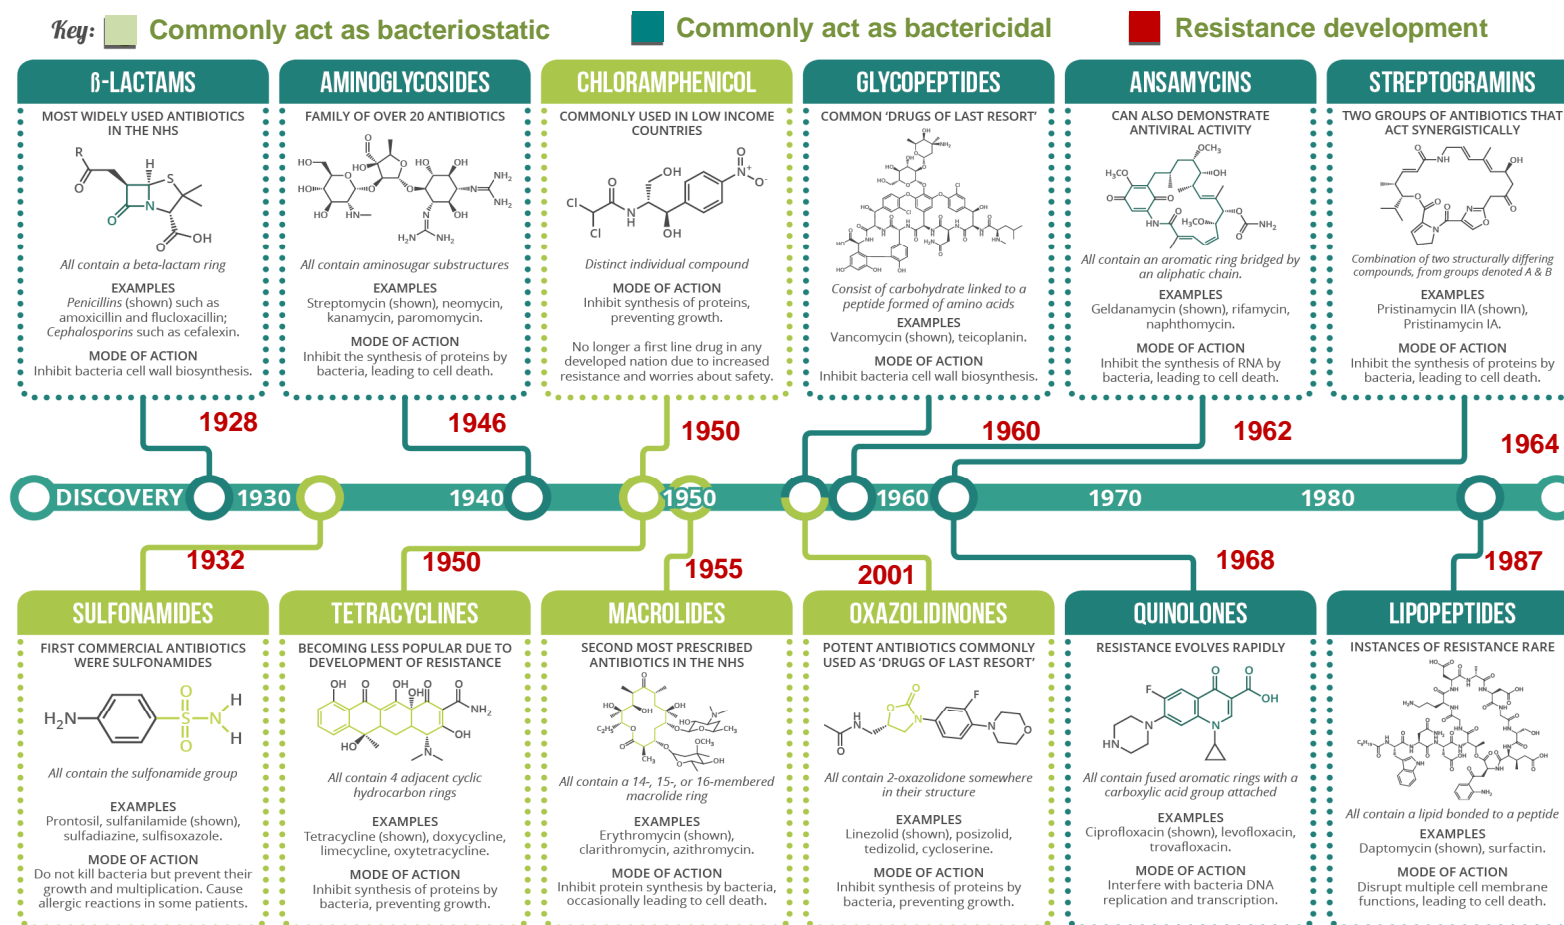 Key: Commonly act as bacteriostatic Commonly act as bactericidal Resistance development
ß-LACTAMS
MOST WIDELY USED ANTIBIOTICS
IN THE NHS
R
O
H
S
N
O
O
OH
All contain a beta-lactam ring
EXAMPLES
Penicillins (shown) such as
amoxicillin and flucloxacillin;
Cephalosporins such as cefalexin.
MODE OF ACTION
Inhibit bacteria cell wall biosynthesis.
AMINOGLYCOSIDES
FAMILY OF OVER 20 ANTIBIOTICS
All contain aminosugar substructures
EXAMPLES
Streptomycin (shown), neomycin,
kanamycin, paromomycin.
MODE OF ACTION
Inhibit the synthesis of proteins by
bacteria, leading to cell death.
CHLORAMPHENICOL
COMMONLY USED IN LOW INCOME
COUNTRIES
Cl
Cl
O
N
H
OH
OH
O
N+
O-
Distinct individual compound
MODE OF ACTION
Inhibit synthesis of proteins,
preventing growth.
No longer a first line drug in any
developed nation due to increased
resistance and worries about safety.
GLYCOPEPTIDES
COMMON ‘DRUGS OF LAST RESORT’
Consist of carbohydrate linked to a
peptide formed of amino acids
EXAMPLES
Vancomycin (shown), teicoplanin.
MODE OF ACTION
Inhibit bacteria cell wall biosynthesis.
ANSAMYCINS
CAN ALSO DEMONSTRATE
ANTIVIRAL ACTIVITY
All contain an aromatic ring bridged by
an aliphatic chain.
EXAMPLES
Geldanamycin (shown), rifamycin,
naphthomycin.
MODE OF ACTION
Inhibit the synthesis of RNA by
bacteria, leading to cell death.
STREPTOGRAMINS
TWO GROUPS OF ANTIBIOTICS THAT
ACT SYNERGISTICALLY
Combination of two structurally differing
compounds, from groups denoted A & B
EXAMPLES
Pristinamycin IIA (shown),
Pristinamycin IA.
MODE OF ACTION
Inhibit the synthesis of proteins by
bacteria, leading to cell death.
1928
1946
1950
1960
1962
1964
DISCOVERY 1930 1940 1950 1960 1970 1980
1932
1950
1955
2001
1968
1987
SULFONAMIDES
FIRST COMMERCIAL ANTIBIOTICS
WERE SULFONAMIDES
H₂N
O
S
O
N
H
H
All contain the sulfonamide group
EXAMPLES
Prontosil, sulfanilamide (shown),
sulfadiazine, sulfisoxazole.
MODE OF ACTION
Do not kill bacteria but prevent their
growth and multiplication. Cause
allergic reactions in some patients.
TETRACYCLINES
BECOMING LESS POPULAR DUE TO
DEVELOPMENT OF RESISTANCE
All contain 4 adjacent cyclic
hydrocarbon rings
EXAMPLES
Tetracycline (shown), doxycycline,
limecycline, oxytetracycline.
MODE OF ACTION
Inhibit synthesis of proteins by
bacteria, preventing growth.
MACROLIDES
SECOND MOST PRESCRIBED
ANTIBIOTICS IN THE NHS
All contain a 14-, 15-, or 16-membered
macrolide ring
EXAMPLES
Erythromycin (shown),
clarithromycin, azithromycin.
MODE OF ACTION
Inhibit protein synthesis by bacteria,
occasionally leading to cell death.
OXAZOLIDINONES
POTENT ANTIBIOTICS COMMONLY
USED AS ‘DRUGS OF LAST RESORT’
All contain 2-oxazolidone somewhere
in their structure
EXAMPLES
Linezolid (shown), posizolid,
tedizolid, cycloserine.
MODE OF ACTION
Inhibit synthesis of proteins by
bacteria, preventing growth.
QUINOLONES
RESISTANCE EVOLVES RAPIDLY
All contain fused aromatic rings with a
carboxylic acid group attached
EXAMPLES
Ciprofloxacin (shown), levofloxacin,
trovafloxacin.
MODE OF ACTION
Interfere with bacteria DNA
replication and transcription.
LIPOPEPTIDES
INSTANCES OF RESISTANCE RARE
All contain a lipid bonded to a peptide
EXAMPLES
Daptomycin (shown), surfactin.
MODE OF ACTION
Disrupt multiple cell membrane
functions, leading to cell death.